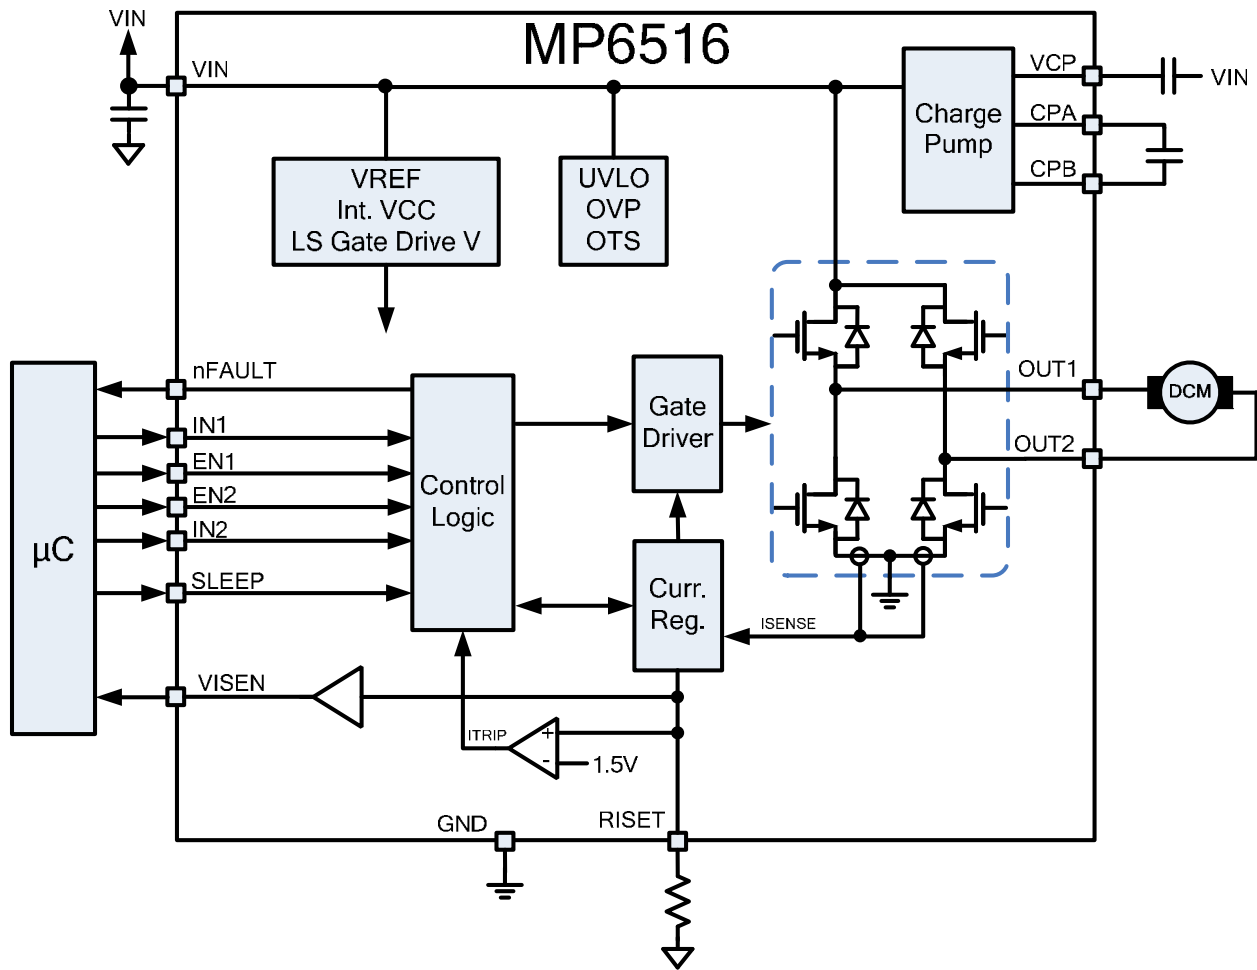 VIN
MP6516
VIN
VCP
VIN
Charge
Pump
CPA
CPB
VREF
Int. VCC
LS Gate Drive V
UVLO
OVP
OTS
nFAULT
IN1
EN1
EN2
IN2
SLEEP
VISEN
µC
Control
Logic
Gate
Driver
Curr.
Reg.
OUT1
OUT2
DCM
ISENSE
ITRIP
+
-
1.5V
GND
RISET